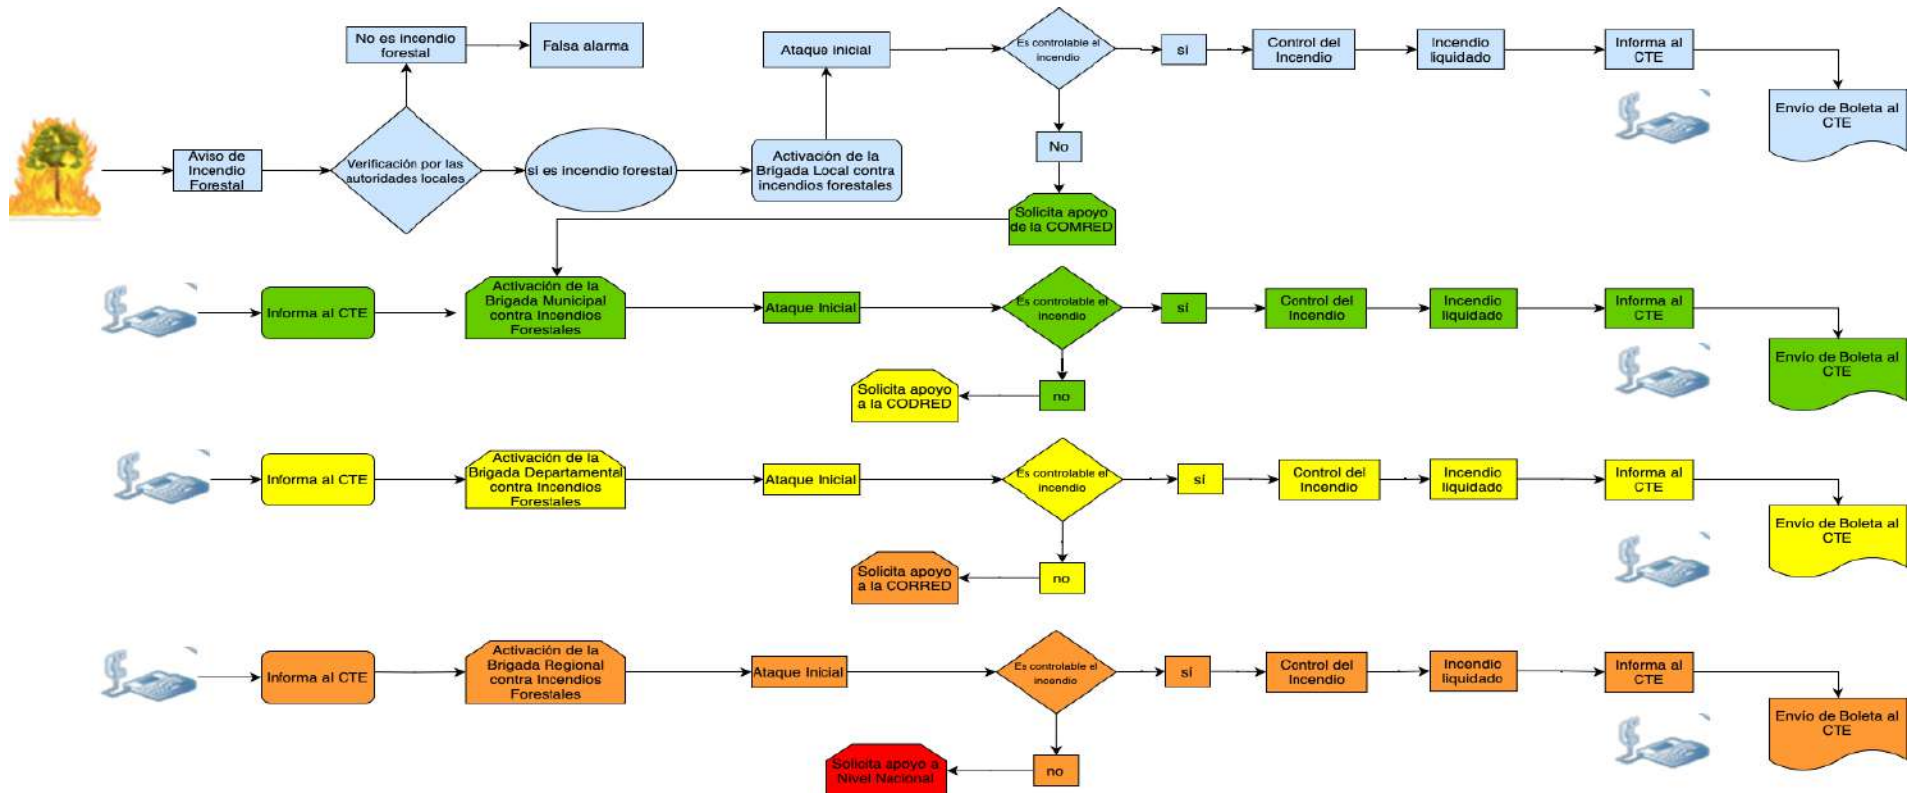 No es incendio
forestal
Falsa alarma
Ataque inicial
Es controlable el
incendio
sí
Control del
Incendio
Incendio
liquidado
Informa al
CTE
Envío de Boleta al
CTE
Aviso de
Incendio
Forestal
Verificación por las
autoridades locales
sí es incendio forestal
Activación de la
Brigada Local contra
incendios forestales
No
Solicita apoyo
de la COMRED
Informa al CTE
Activación de la
Brigada Municipal
contra Incendios
Forestales
Ataque Inicial
Es controlable el
incendio
sí
Control del
Incendio
Incendio
liquidado
Informa al
CTE
Envío de Boleta al
CTE
no
Solicita apoyo
a la CODRED
Informa al CTE
Activación de la
Brigada Departamental
contra Incendios
Forestales
Ataque Inicial
Es controlable el
incendio
sí
Control del
Incendio
Incendio
liquidado
Informa al
CTE
Envío de Boleta al
CTE
no
Solicita apoyo
a la CORRED
Informa al CTE
Activación de la
Brigada Regional
contra Incendios
Forestales
Ataque Inicial
Es controlable el
incendio
sí
Control del
Incendio
Incendio
liquidado
Informa al
CTE
Envío de Boleta al
CTE
no
Solicita apoyo a
Nivel Nacional